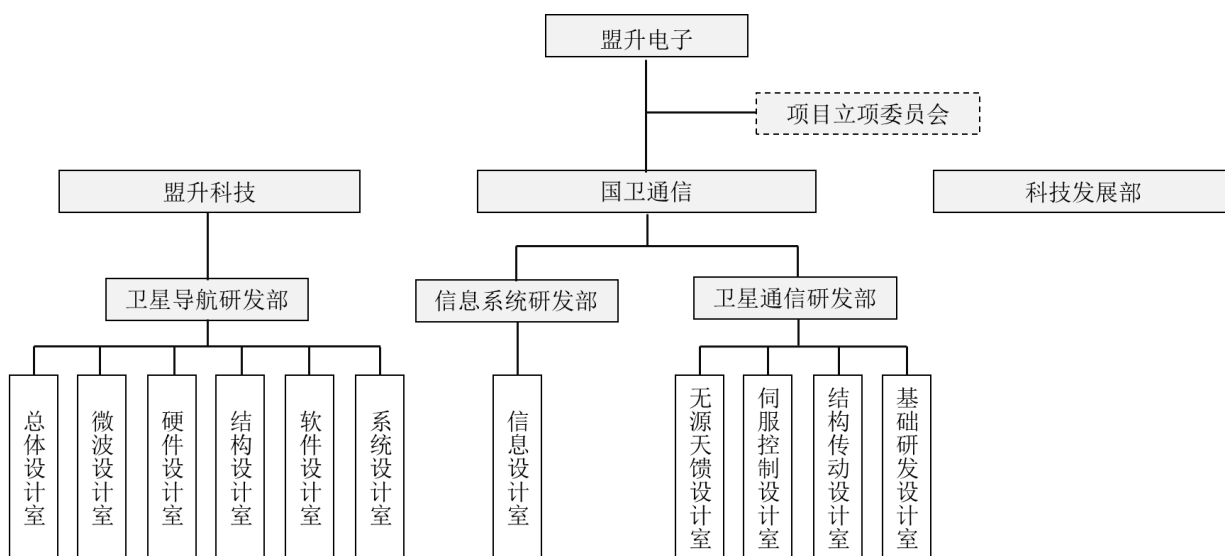 盟升电子
项目立项委员会
盟升科技
国卫通信
科技发展部
卫星导航研发部
信息系统研发部
卫星通信研发部
总体设计室
微波设计室
硬件设计室
结构设计室
软件设计室
系统设计室
信息设计室
无源天馈设计室
伺服控制设计室
结构传动设计室
基础研发设计室